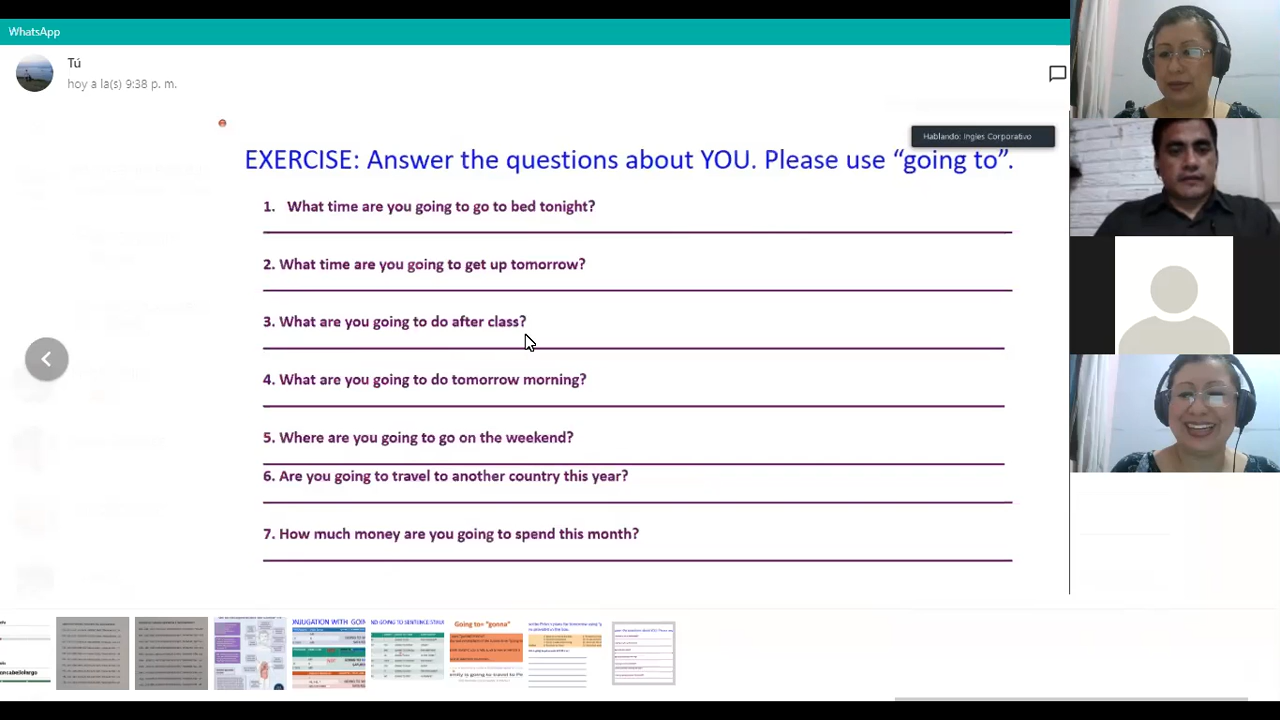 WhatsApp
Tú
hoy a la(s) 9:38 p. m.
Hablando: Ingles Corporativo
EXERCISE: Answer the questions about YOU. Please use “going to”.
1. What time are you going to go to bed tonight?
2. What time are you going to get up tomorrow?
3. What are you going to do after class?
4. What are you going to do tomorrow morning?
5. Where are you going to go on the weekend?
6. Are you going to travel to another country this year?
7. How much money are you going to spend this month?
Going to= "gonna"